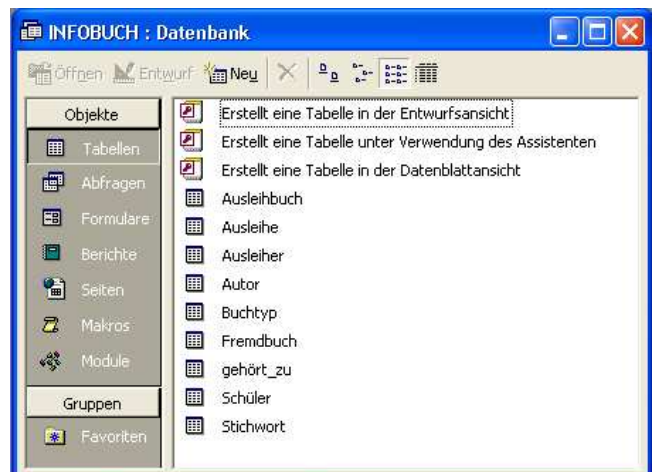 INFOBUCH : Datenbank
Öffnen Entwurf Neu
Objekte
Tabellen
Abfragen
Formulare
Berichte
Seiten
Makros
Module
Gruppen
Favoriten
Erstellt eine Tabelle in der Entwurfsansicht
Erstellt eine Tabelle unter Verwendung des Assistenten
Erstellt eine Tabelle in der Datenblattansicht
Ausleihbuch
Ausleihe
Ausleiher
Autor
Buchtyp
Fremdbuch
gehört_zu
Schüler
Stichwort